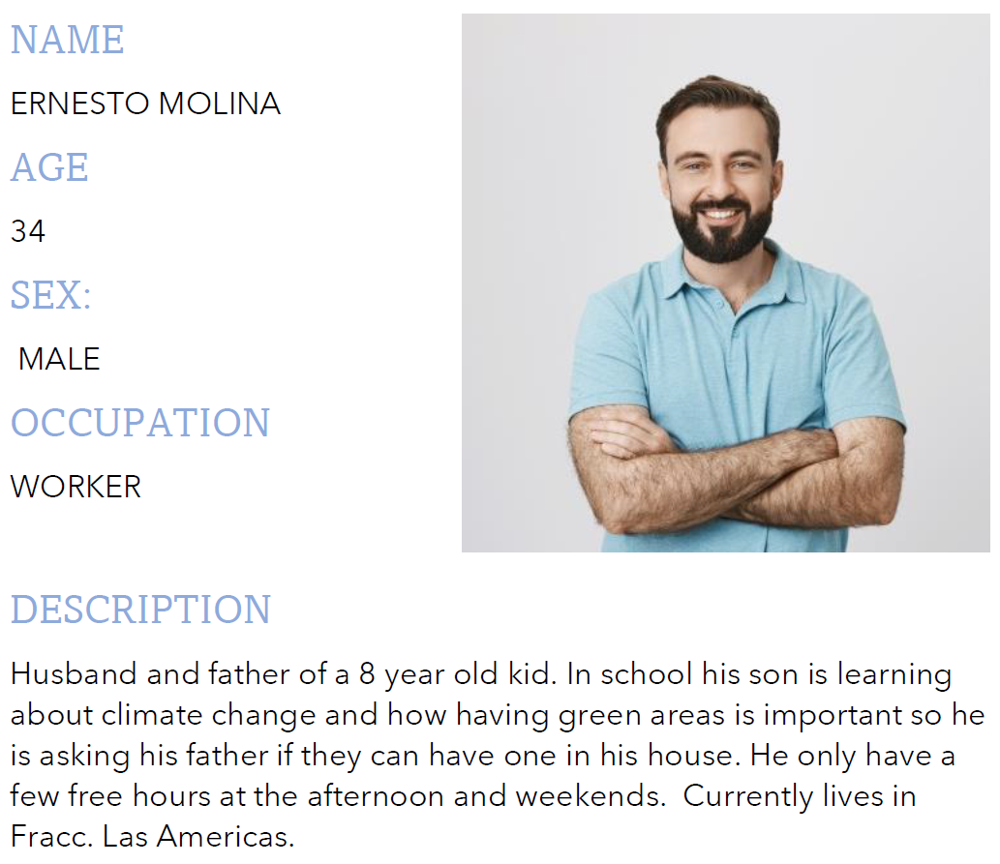 NAME
ERNESTO MOLINA
AGE
34
SEX:
MALE
OCCUPATION
WORKER
DESCRIPTION
Husband and father of a 8 year old kid. In school his son is learning
about climate change and how having green areas is important so he
is asking his father if they can have one in his house. He only have a
few free hours at the afternoon and weekends.  Currently lives in
Fracc. Las Americas.